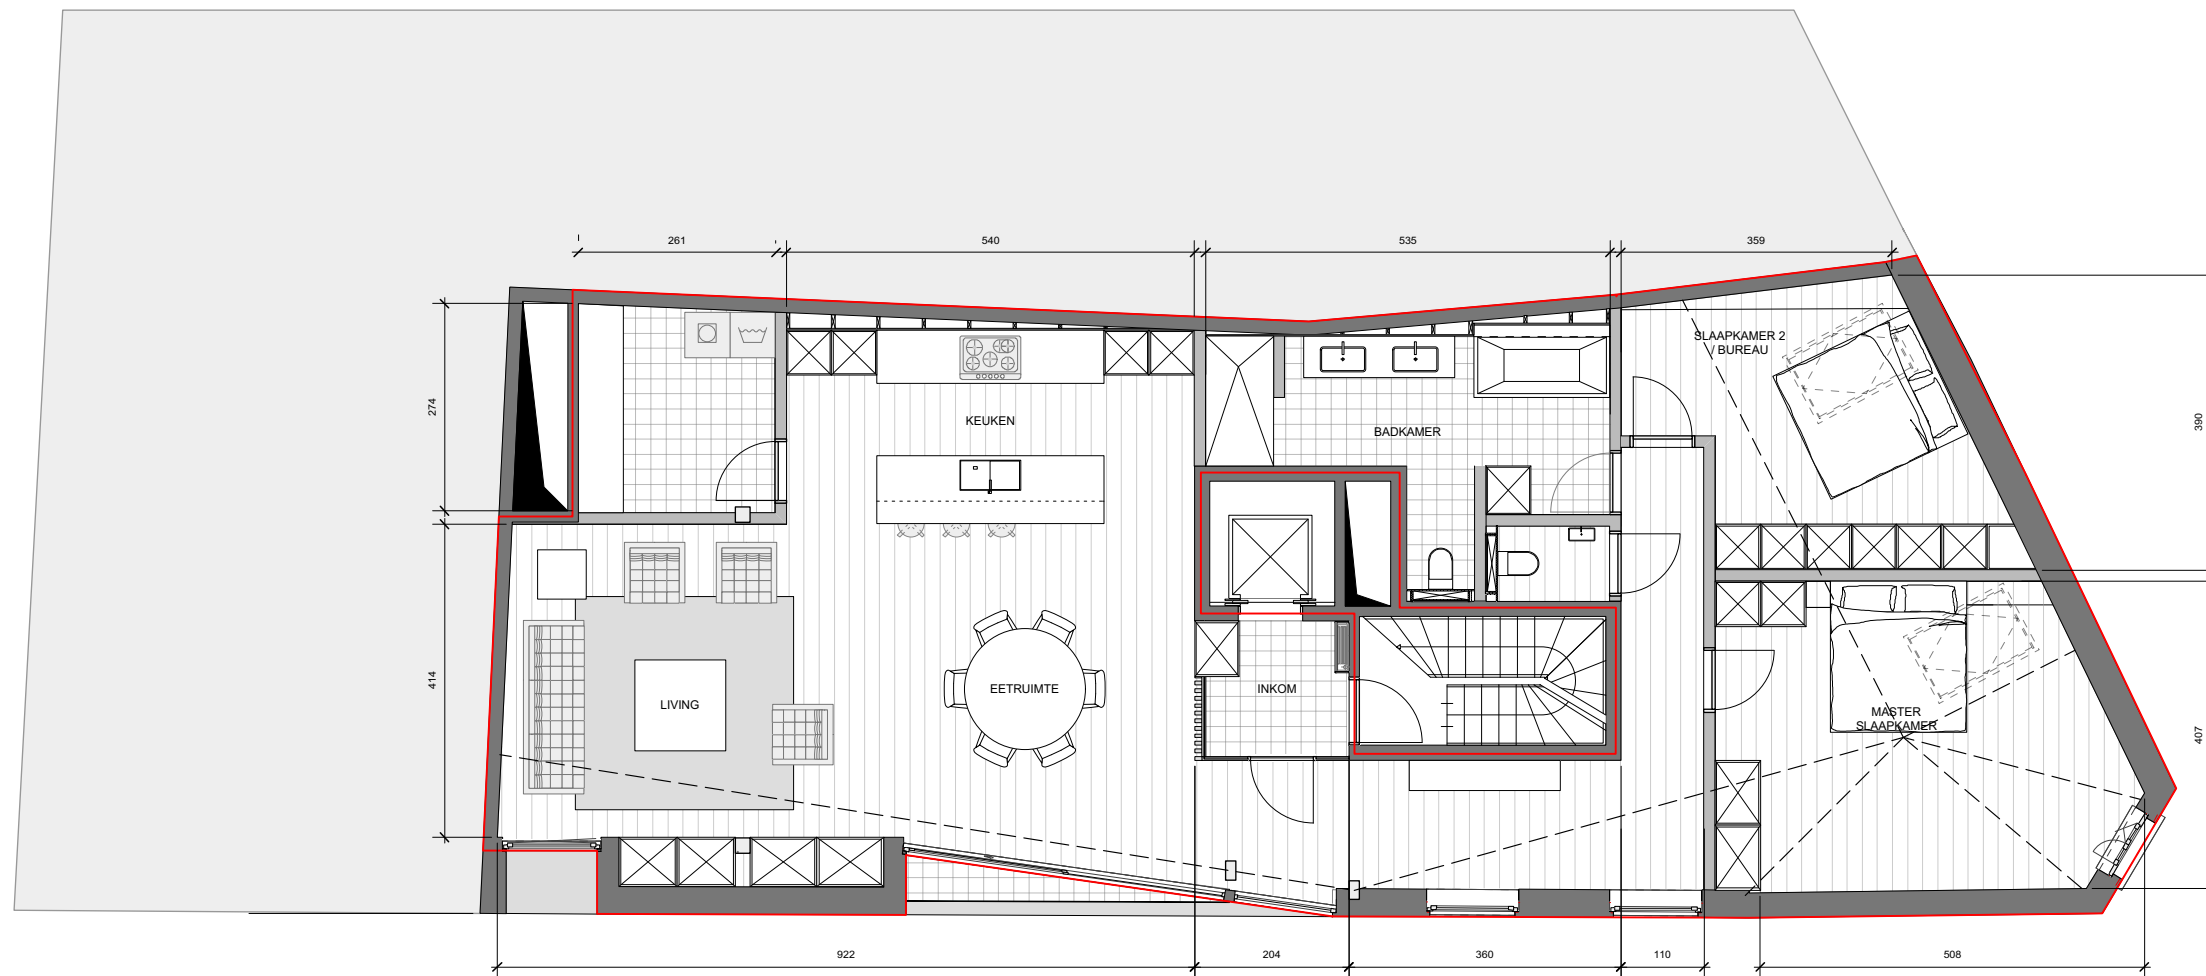 261
540
535
359
SLAAPKAMER 2
/ BUREAU
274
KEUKEN
BADKAMER
390
414
LIVING
EETRUIMTE
INKOM
MASTER
SLAAPKAMER
407
922
204
360
110
508